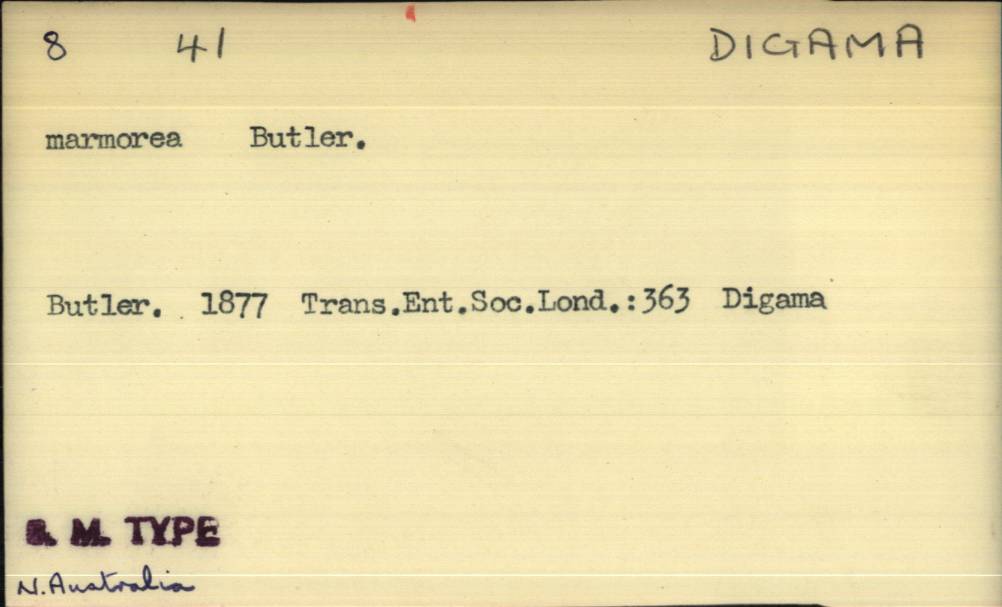 8 41 DIGAMA
marmorea Butler.
Butler. 1877 Trans.Ent.Soc.Lond.:363 Digama
B. M. TYPE
N. Australia